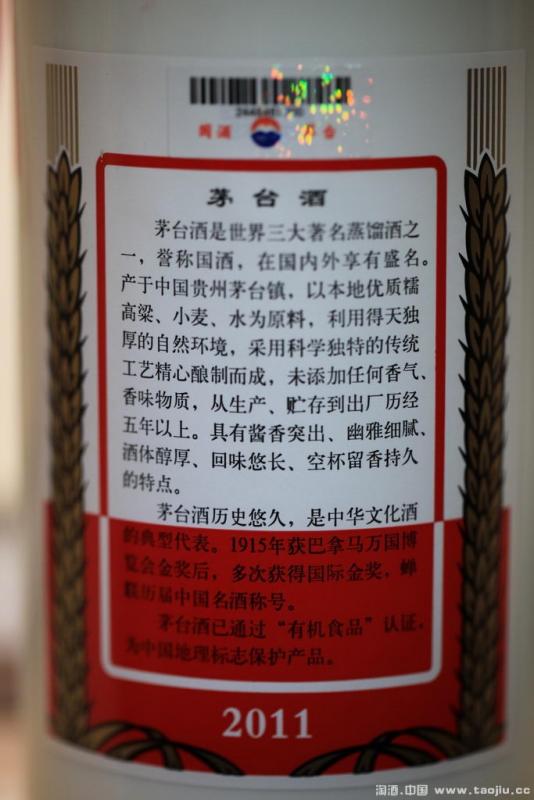 国酒 茅台
茅台酒
茅台酒是世界三大著名蒸馏酒之
一，誉称国酒，在国内外享有盛名。
产于中国贵州茅台镇，以本地优质糯
高粱、小麦、水为原料，利用得天独
厚的自然环境，采用科学独特的传统
工艺精心酿制而成，未添加任何香气、
香味物质，从生产、贮存到出厂历经
五年以上。具有酱香突出、幽雅细腻、
酒体醇厚、回味悠长、空杯留香持久
的特点。
茅台酒历史悠久，是中华文化酒
的典型代表。1915年获巴拿马万国博
览会金奖后，多次获得国际金奖，蝉
联历届中国名酒称号。
茅台酒已通过“有机食品”认证，
为中国地理标志保护产品。
2011
淘酒.中国 www.taojiu.cc